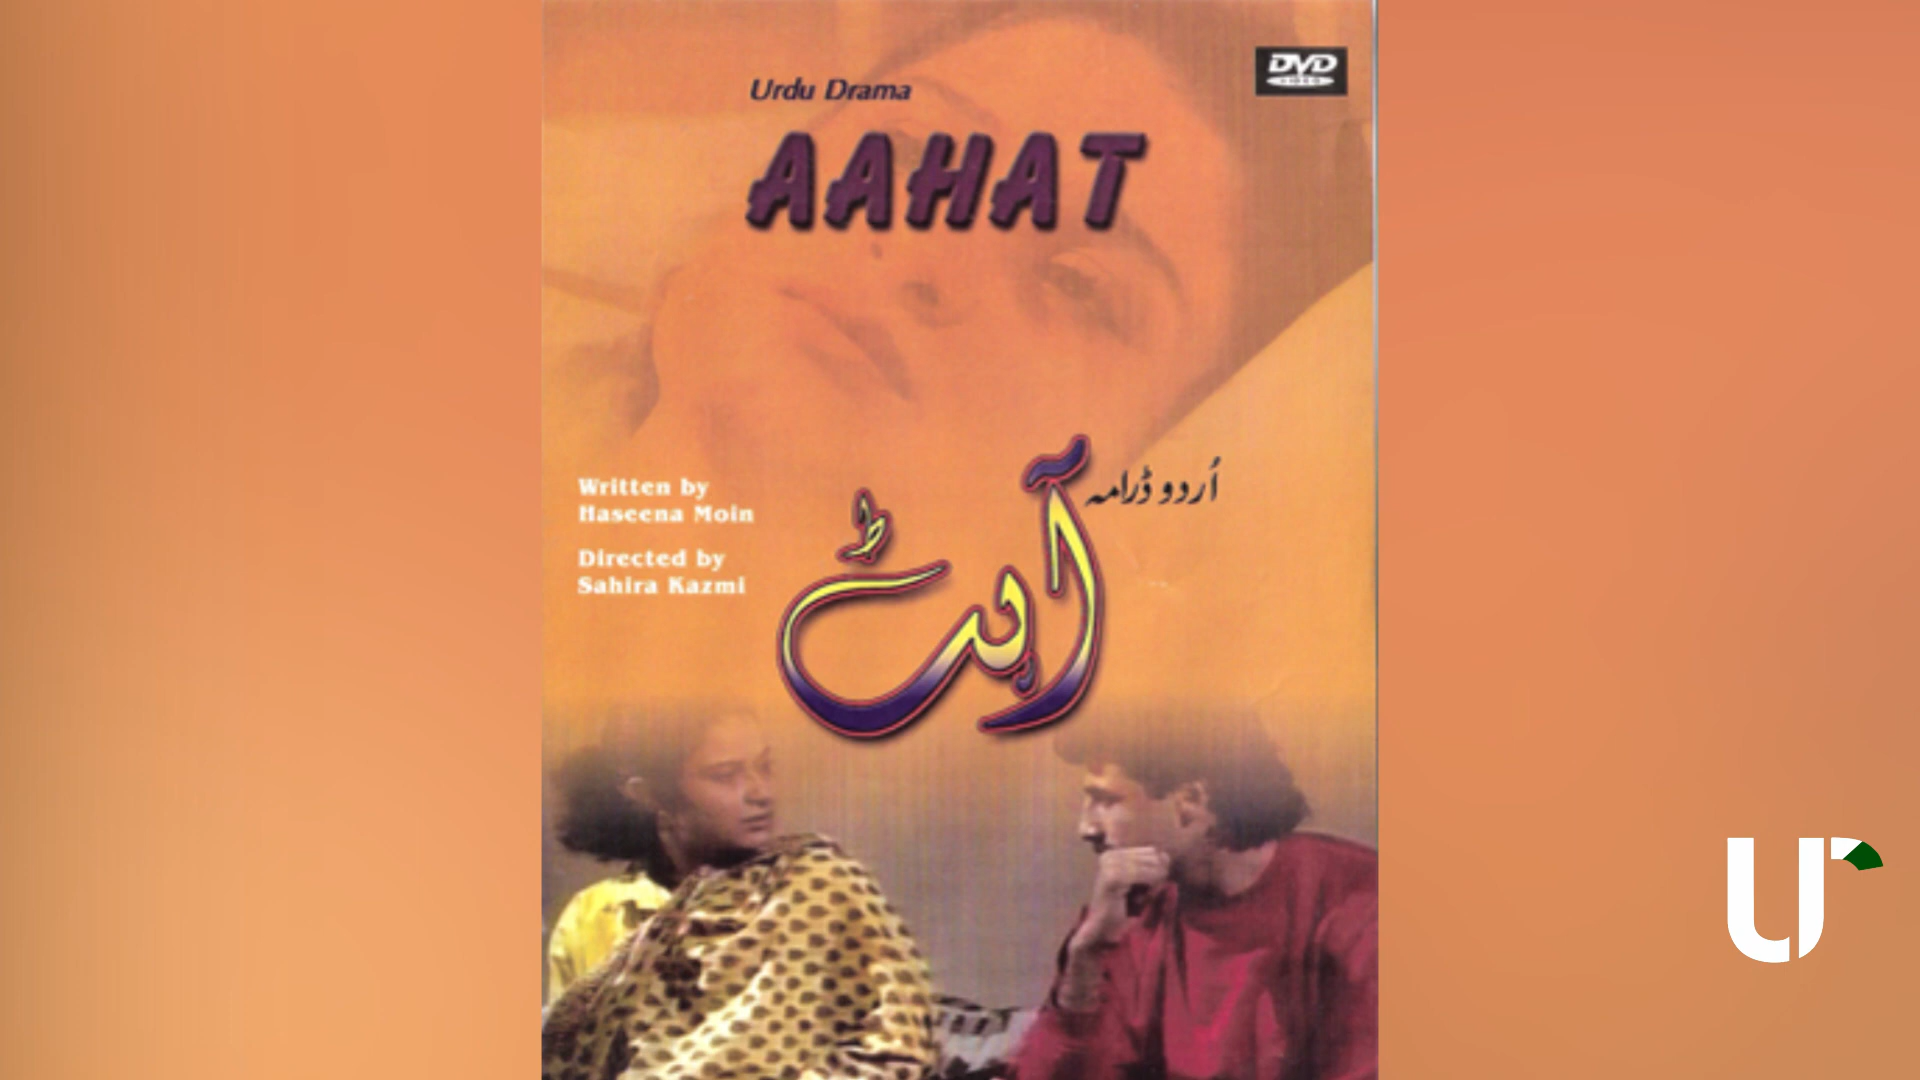 Urdu Drama
DVD
AAHAT
اُردو ڈرامہ
آہٹ
Written by
Haseena Moin
Directed by
Sahira Kazmi